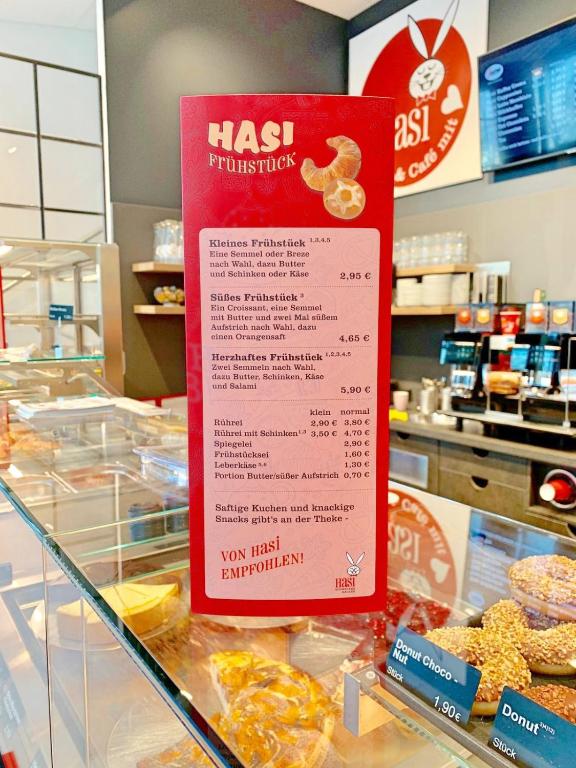 HASI
FRÜHSTÜCK
Kleines Frühstück 1,3,4,5
Eine Semmel oder Breze
nach Wahl, dazu Butter
und Schinken oder Käse 2,95 €
Süßes Frühstück 3
Ein Croissant, eine Semmel
mit Butter und zwei Mal süßem
Aufstrich nach Wahl, dazu
einen Orangensaft 4,65 €
Herzhaftes Frühstück 1,2,3,4,5
Zwei Semmeln nach Wahl,
dazu Butter, Schinken, Käse
und Salami 5,90 €
klein normal
Rührei 2,90 € 3,80 €
Rührei mit Schinken1,3 3,50 € 4,70 €
Spiegelei 2,90 €
Frühstücksei 1,60 €
Leberkäse 1,30 €
Portion Butter/süßer Aufstrich 0,70 €
Saftige Kuchen und knackige
Snacks gibt's an der Theke -
VON HASI
EMPFOHLEN!
HASI
asi
& Café mit
Donut Choco -
Nut
Stück 1,90€
Donut
Stück